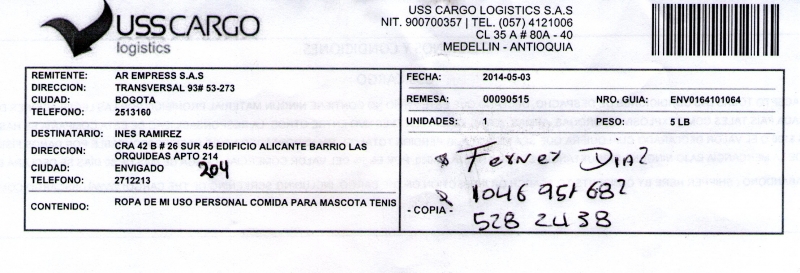 USS CARGO
logistics
USS CARGO LOGISTICS S.A.S
NIT. 900700357 | TEL. (057) 4121006
CL 35 A # 80A - 40
MEDELLIN - ANTIOQUIA
REMITENTE: AR EMPRESS S.A.S
DIRECCION: TRANSVERSAL 93# 53-273
CIUDAD: BOGOTA
TELEFONO: 2513160
DESTINATARIO: INES RAMIREZ
DIRECCION: CRA 42 B # 26 SUR 45 EDIFICIO ALICANTE BARRIO LAS
ORQUIDEAS APTO 214
204
CIUDAD: ENVIGADO
TELEFONO: 2712213
CONTENIDO: ROPA DE MI USO PERSONAL COMIDA PARA MASCOTA TENIS
FECHA: 2014-05-03
REMESA: 00090515 NRO. GUIA: ENV0164101064
UNIDADES: 1 PESO: 5 LB
Ferney Diaz
1046 951 682
- COPIA -
528 2438